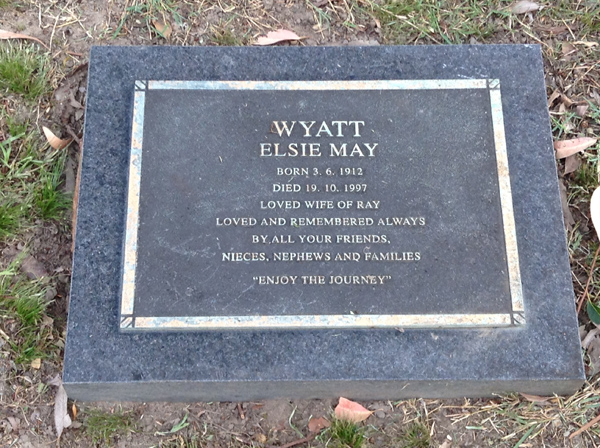 WYATT
ELSIE MAY
BORN 3. 6. 1912
DIED 19. 10. 1997
LOVED WIFE OF RAY
LOVED AND REMEMBERED ALWAYS
BY ALL YOUR FRIENDS,
NIECES, NEPHEWS AND FAMILIES
"ENJOY THE JOURNEY"